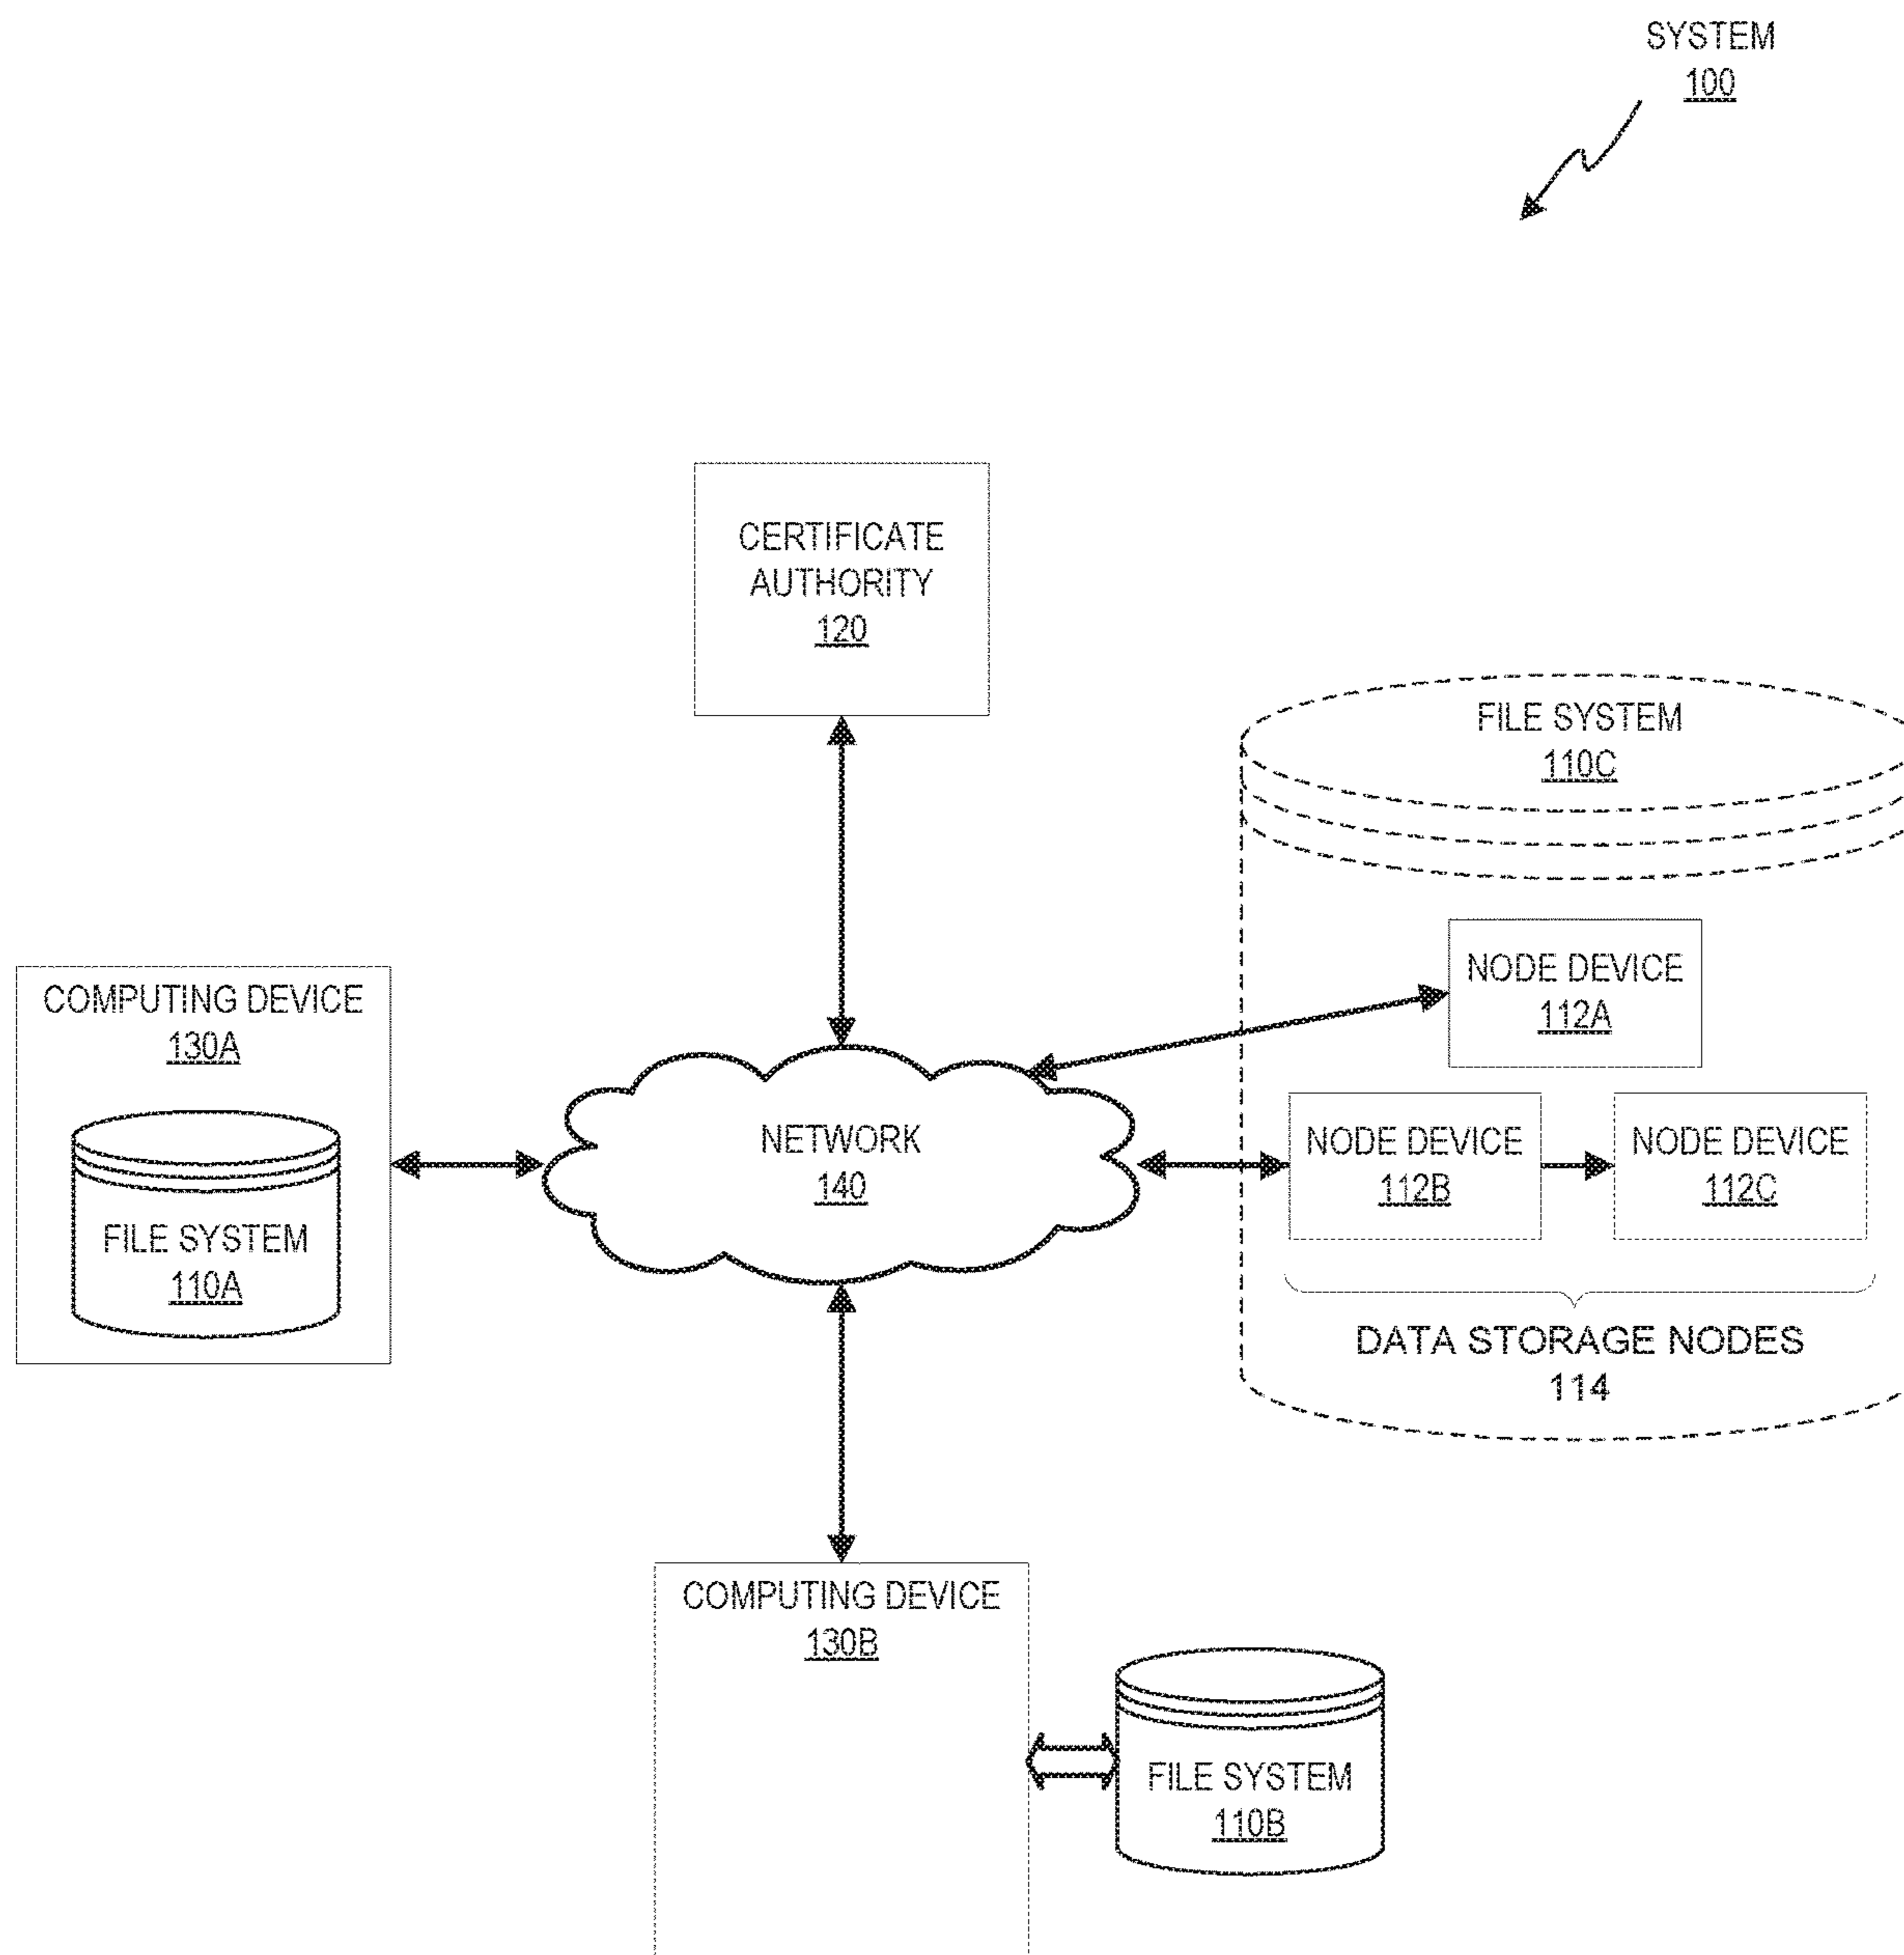 SYSTEM
100
CERTIFICATE
AUTHORITY
120
FILE SYSTEM
110C
NODE DEVICE
112A
COMPUTING DEVICE
130A
FILE SYSTEM
110A
NETWORK
140
NODE DEVICE
112B
NODE DEVICE
112C
DATA STORAGE NODES
114
COMPUTING DEVICE
130B
FILE SYSTEM
110B